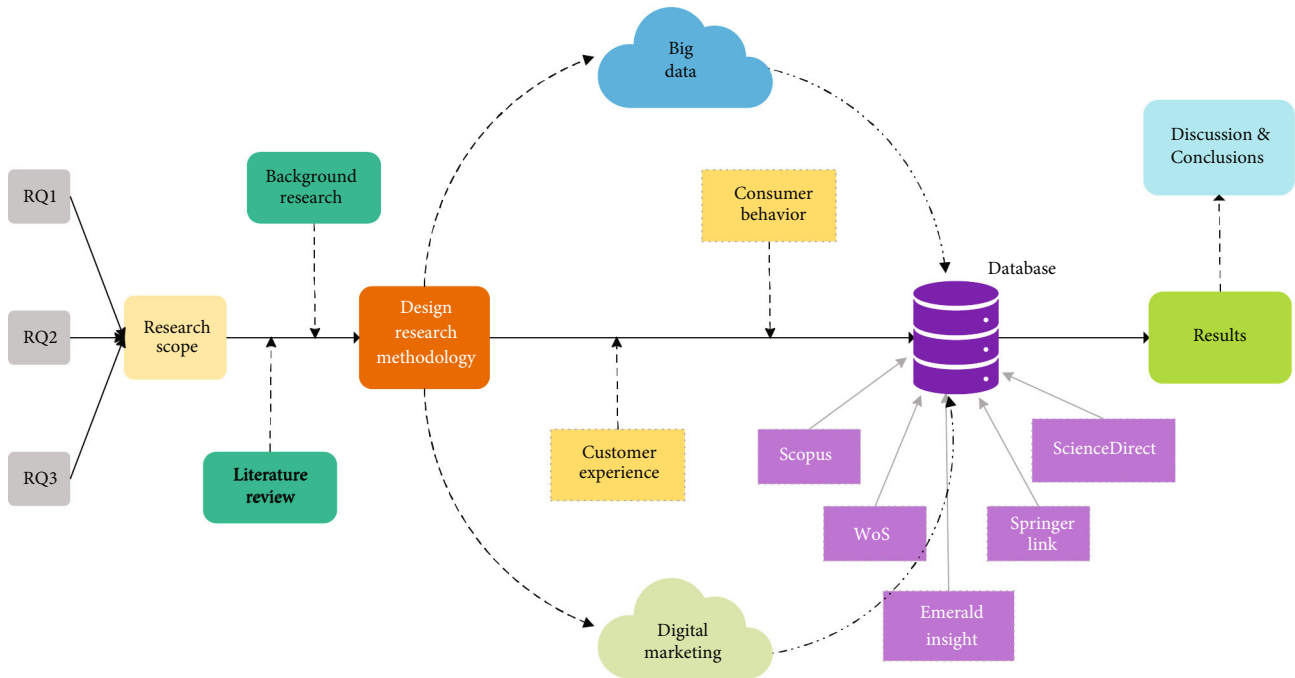 RQ1
RQ2
RQ3
Research
scope
Background
research
Literature
review
Design
research
methodology
Big
data
Digital
marketing
Customer
experience
Consumer
behavior
Database
Scopus
WoS
Emerald
insight
Springer
link
ScienceDirect
Results
Discussion &
Conclusions